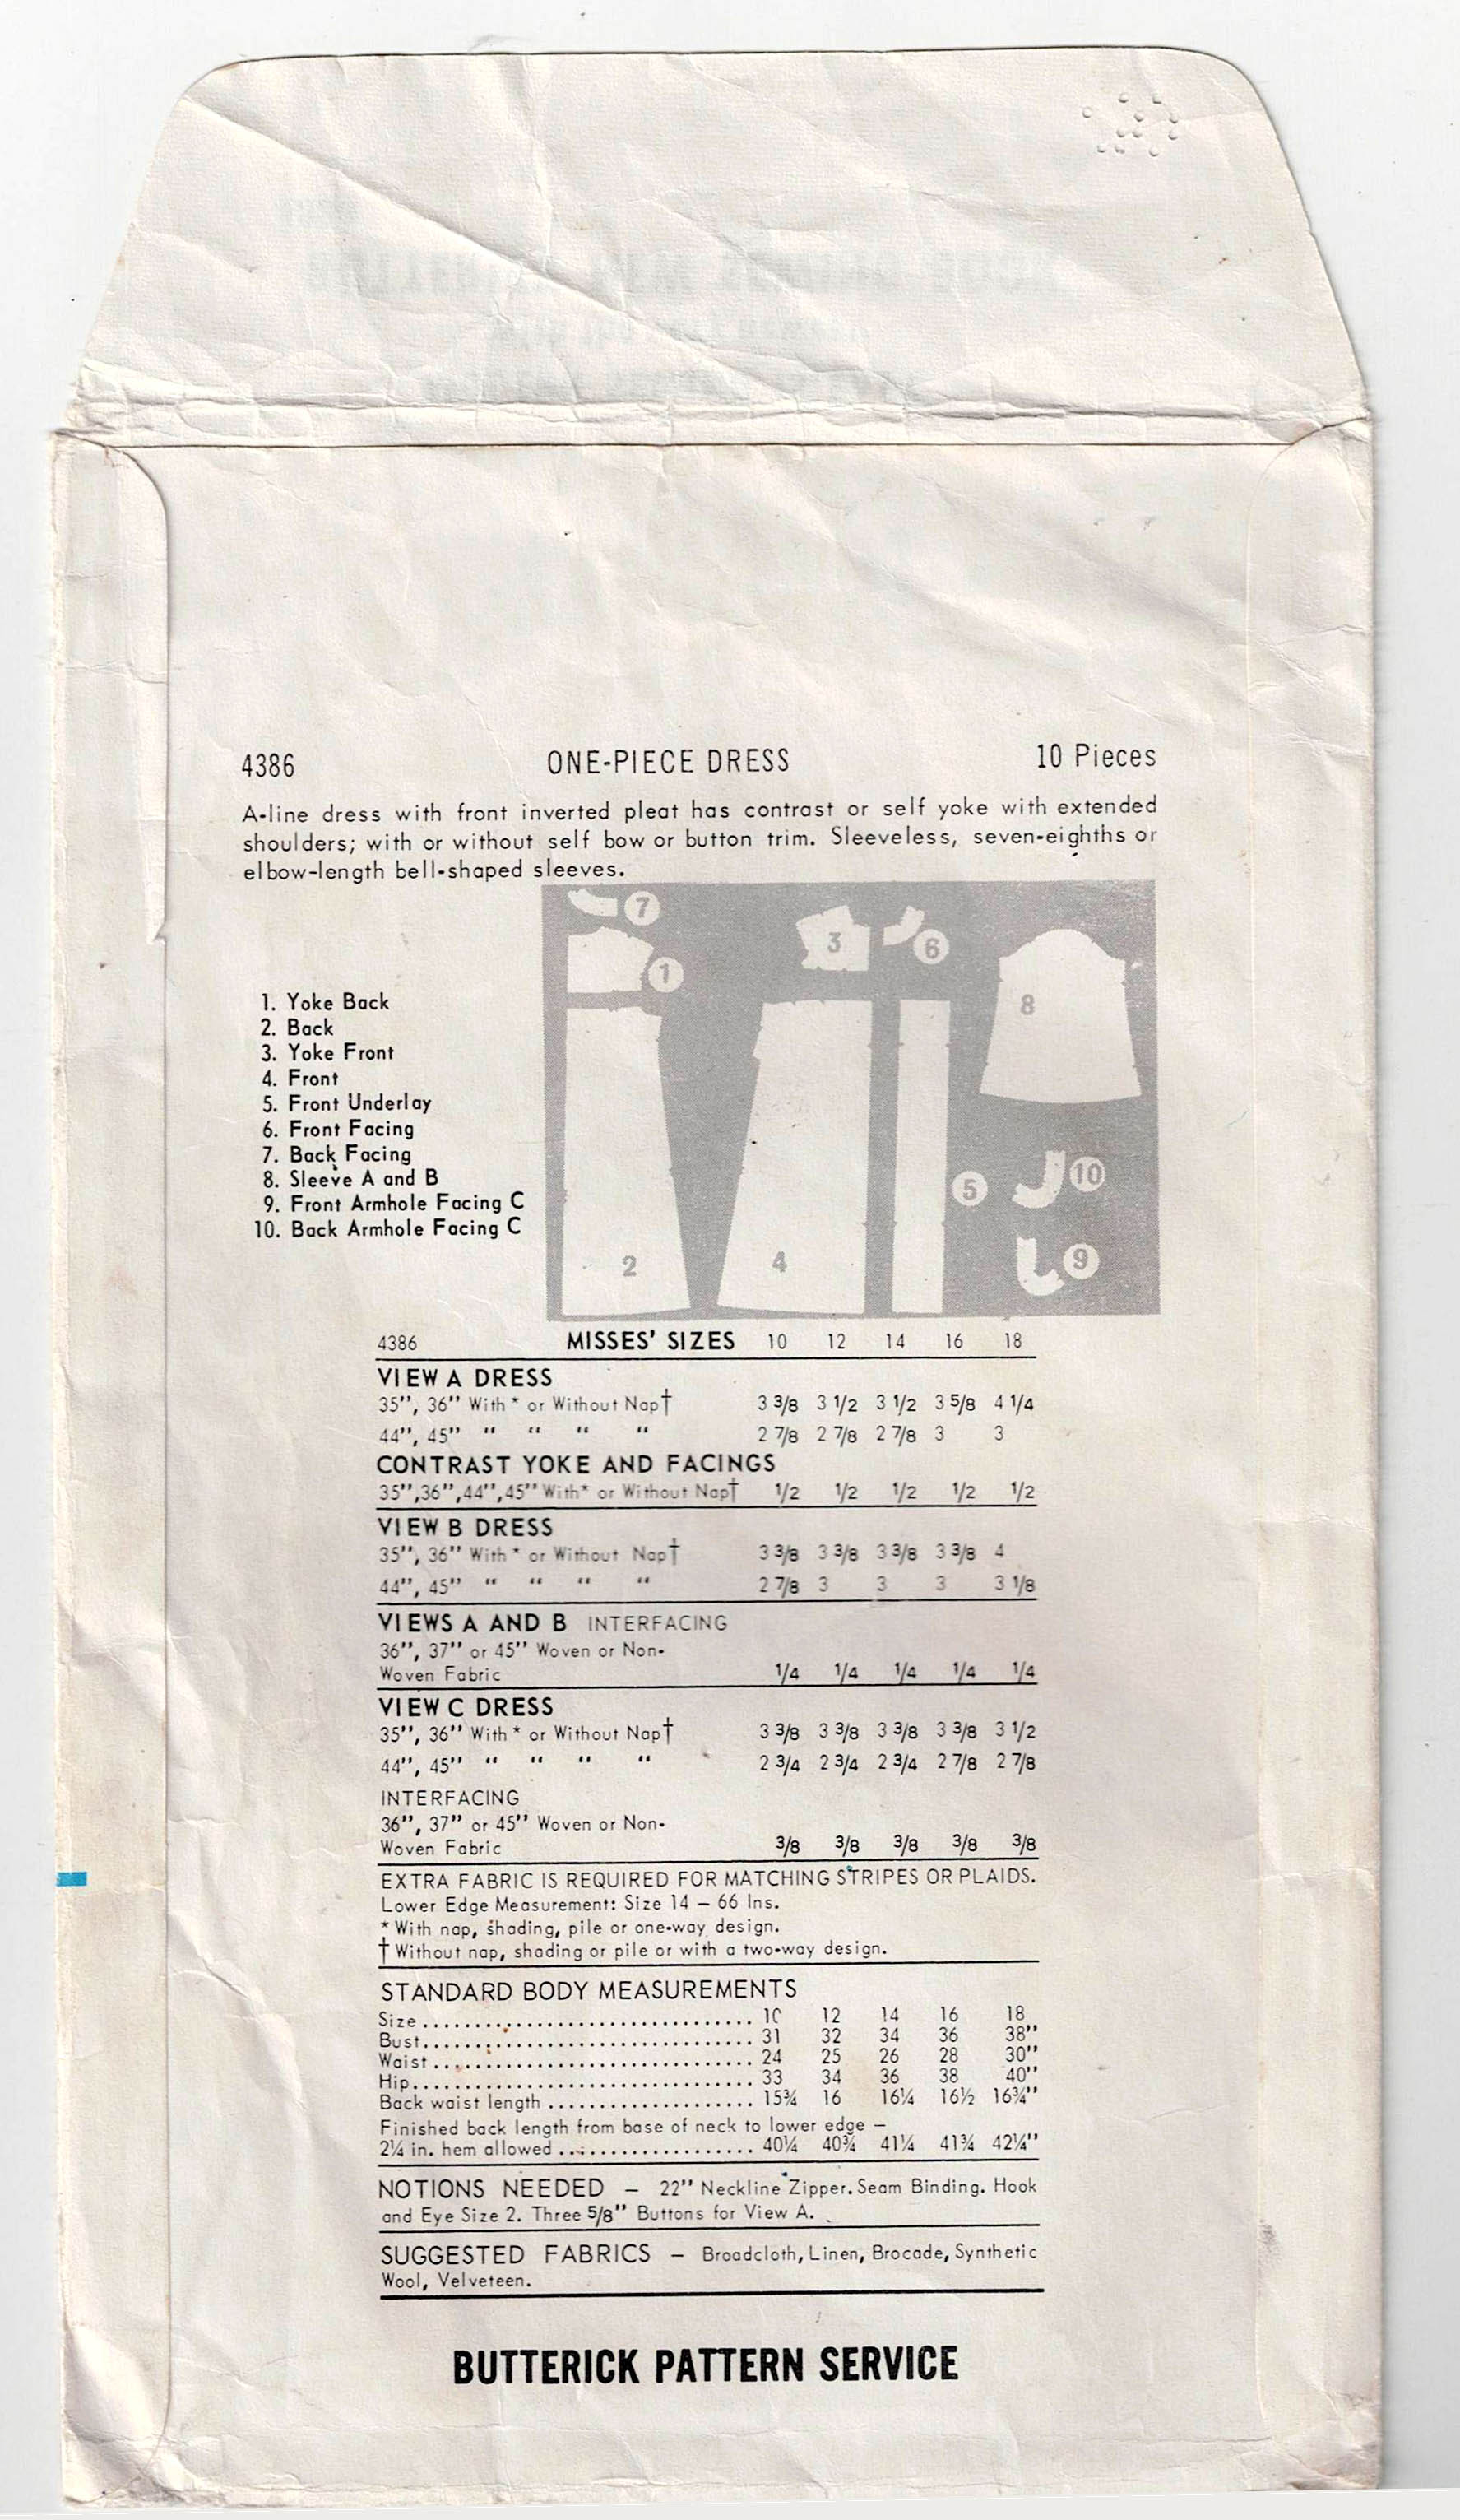 4386 ONE-PIECE DRESS 10 Pieces
A-line dress with front inverted pleat has contrast or self yoke with extended
shoulders; with or without self bow or button trim. Sleeveless, seven-eighths or
elbow-length bell-shaped sleeves.
1. Yoke Back
2. Back
3. Yoke Front
4. Front
5. Front Underlay
6. Front Facing
7. Back Facing
8. Sleeve A and B
9. Front Armhole Facing C
10. Back Armhole Facing C
7
1
3
6
8
5
10
9
2
4
4386 MISSES' SIZES 10 12 14 16 18
VIEW A DRESS
35", 36" With * or Without Nap† 3 3/8 3 1/2 3 1/2 3 5/8 4 1/4
44", 45" " " " " 2 7/8 2 7/8 2 7/8 3 3
CONTRAST YOKE AND FACINGS
35",36",44",45" With* or Without Nap† 1/2 1/2 1/2 1/2 1/2
VIEW B DRESS
35", 36" With * or Without Nap† 3 3/8 3 3/8 3 3/8 3 3/8 4
44", 45" " " " " 2 7/8 3 3 3 3 1/8
VIEWS A AND B INTERFACING
36", 37" or 45" Woven or Non-
Woven Fabric 1/4 1/4 1/4 1/4 1/4
VIEW C DRESS
35", 36" With * or Without Nap† 3 3/8 3 3/8 3 3/8 3 3/8 3 1/2
44", 45" " " " " 2 3/4 2 3/4 2 3/4 2 7/8 2 7/8
INTERFACING
36", 37" or 45" Woven or Non-
Woven Fabric 3/8 3/8 3/8 3/8 3/8
EXTRA FABRIC IS REQUIRED FOR MATCHING STRIPES OR PLAIDS.
Lower Edge Measurement: Size 14 – 66 Ins.
* With nap, shading, pile or one-way design.
† Without nap, shading or pile or with a two-way design.
STANDARD BODY MEASUREMENTS
Size ................................ 10 12 14 16 18
Bust................................ 31 32 34 36 38"
Waist ............................... 24 25 26 28 30"
Hip................................. 33 34 36 38 40"
Back waist length .................... 15¾ 16 16¼ 16½ 16¾"
Finished back length from base of neck to lower edge –
2¼ in. hem allowed ................... 40¼ 40¾ 41¼ 41¾ 42¼"
NOTIONS NEEDED – 22" Neckline Zipper. Seam Binding. Hook
and Eye Size 2. Three 5/8" Buttons for View A.
SUGGESTED FABRICS – Broadcloth, Linen, Brocade, Synthetic
Wool, Velveteen.
BUTTERICK PATTERN SERVICE